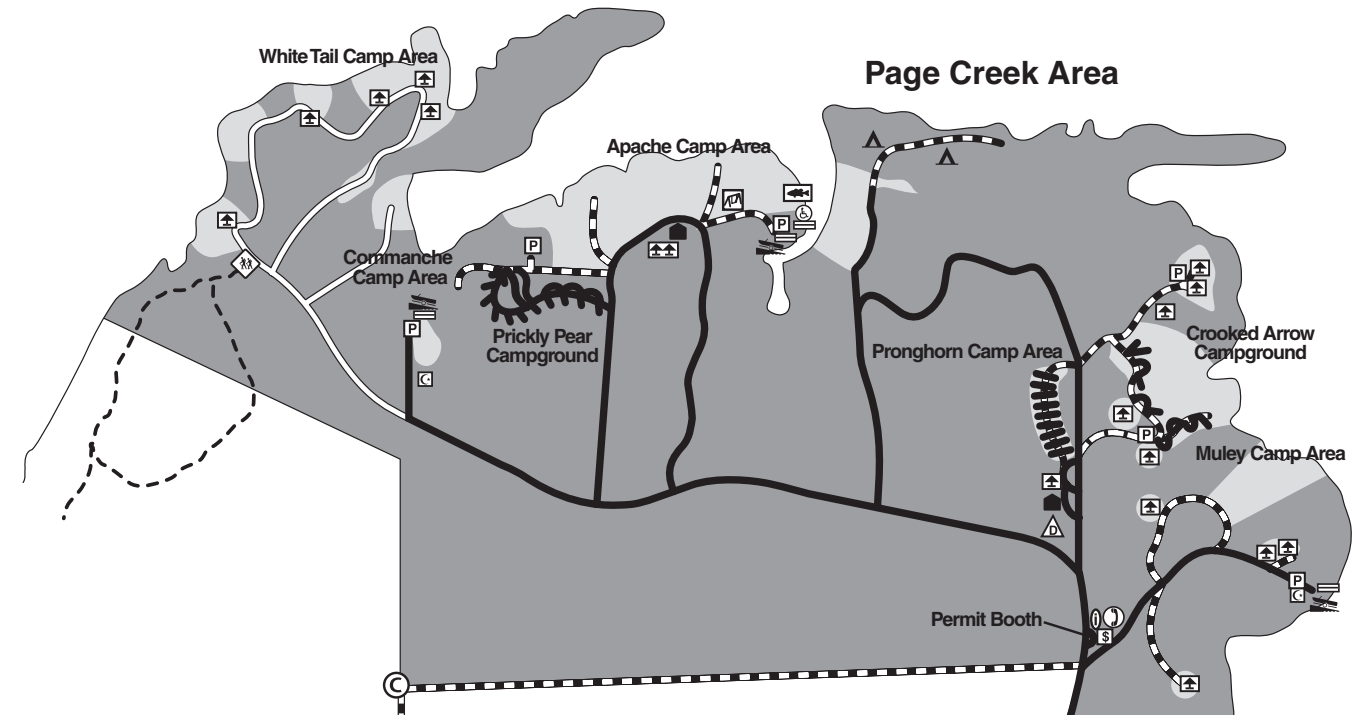 White Tail Camp Area
Page Creek Area
Apache Camp Area
P
P
Commanche
Camp Area
P
P
Prickly Pear
Campground
Crooked Arrow
Campground
Pronghorn Camp Area
P
Muley Camp Area
D
P
Permit Booth
i
$
C